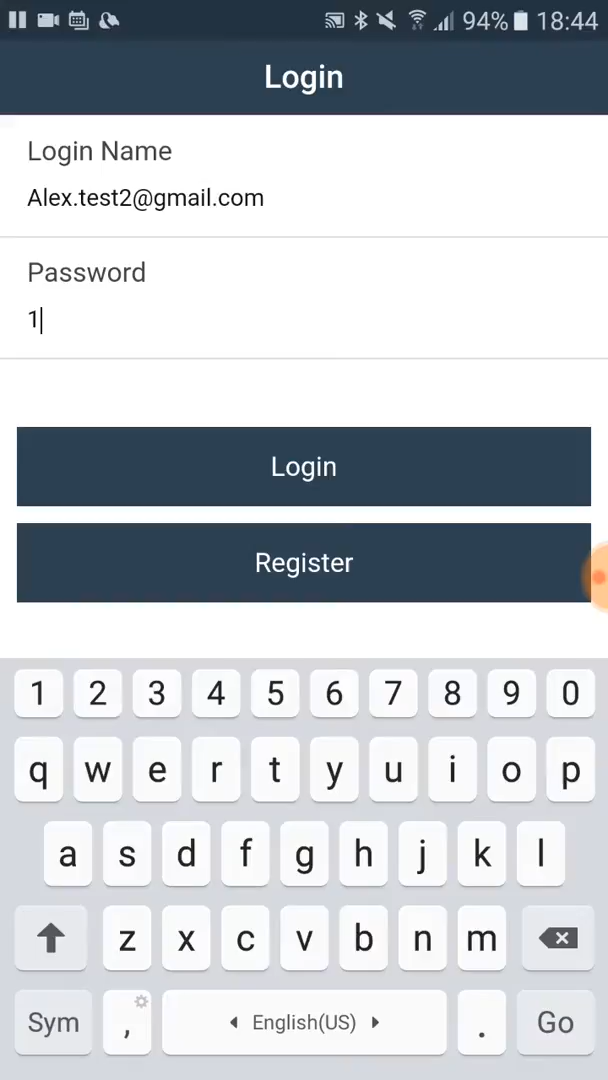 94% 18:44
Login
Login Name
Alex.test2@gmail.com
Password
1
Login
Register
1 2 3 4 5 6 7 8 9 0
q w e r t y u i o p
a s d f g h j k l
z x c v b n m
Sym , English(US) . Go